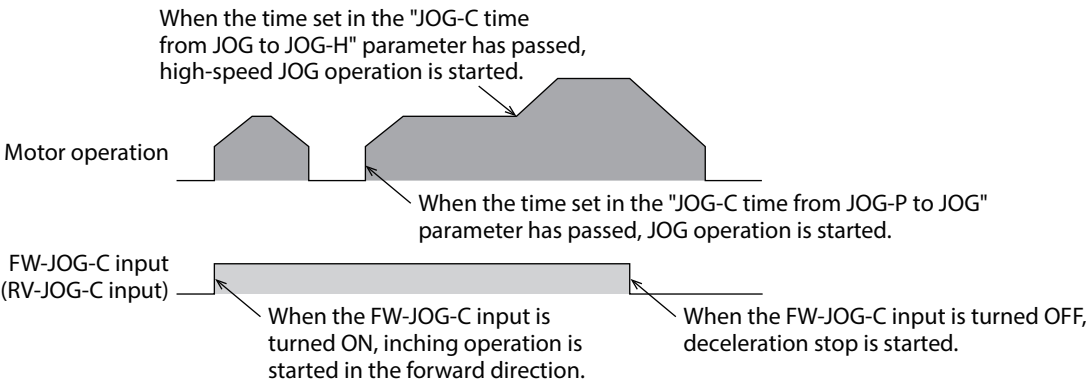 When the time set in the "JOG-C time
from JOG to JOG-H" parameter has passed,
high-speed JOG operation is started.
Motor operation
When the time set in the "JOG-C time from JOG-P to JOG"
parameter has passed, JOG operation is started.
FW-JOG-C input
(RV-JOG-C input)
When the FW-JOG-C input is
turned ON, inching operation is
started in the forward direction.
When the FW-JOG-C input is turned OFF,
deceleration stop is started.